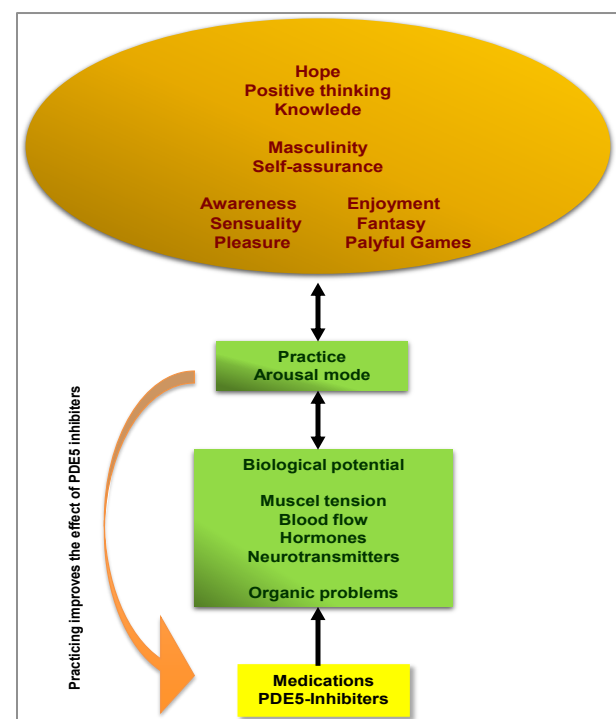 Hope
Positive thinking
Knowlede
Masculinity
Self-assurance
Awareness Enjoyment
Sensuality Fantasy
Pleasure Palyful Games
Practice
Arousal mode
Practicing improves the effect of PDE5 inhibiters
Biological potential
Muscel tension
Blood flow
Hormones
Neurotransmitters
Organic problems
Medications
PDE5-Inhibiters